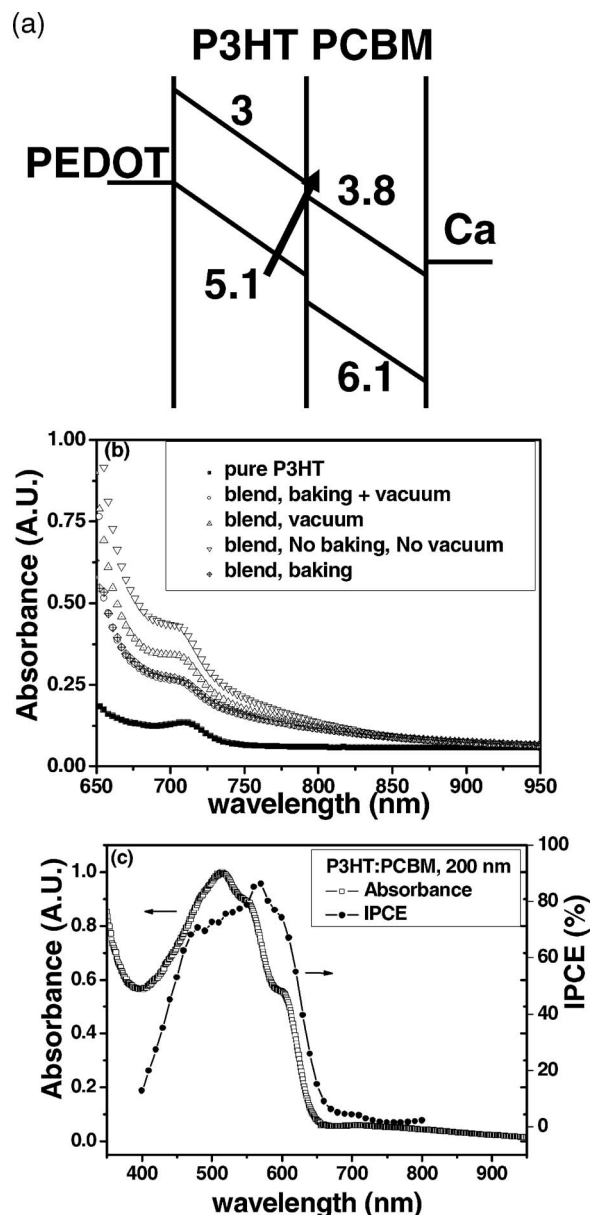 (a)
P3HT PCBM
3
PEDOT
3.8
Ca
5.1
6.1
(b)
pure P3HT
blend, baking + vacuum
blend, vacuum
blend, No baking, No vacuum
blend, baking
Absorbance (A.U.)
1.00
0.75
0.50
0.25
0.00
650 700 750 800 850 900 950
wavelength (nm)
(c)
P3HT:PCBM, 200 nm
Absorbance
IPCE
Absorbance (A.U.)
1.0
0.8
0.6
0.4
0.2
0.0
100
80
60
40
20
0
IPCE (%)
400 500 600 700 800 900
wavelength (nm)